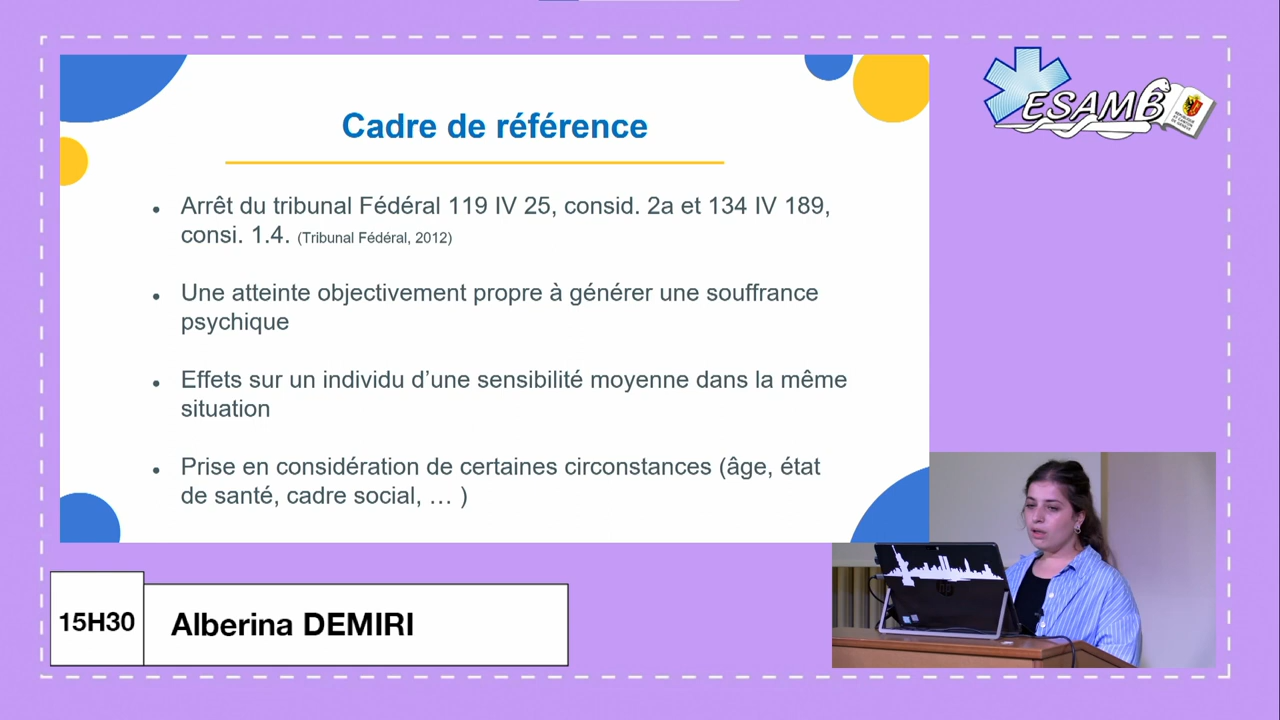 Cadre de référence
• Arrêt du tribunal Fédéral 119 IV 25, consid. 2a et 134 IV 189,
consi. 1.4. (Tribunal Fédéral, 2012)
• Une atteinte objectivement propre à générer une souffrance
psychique
• Effets sur un individu d’une sensibilité moyenne dans la même
situation
• Prise en considération de certaines circonstances (âge, état
de santé, cadre social, … )
ESAMB
15H30
Alberina DEMIRI
hp